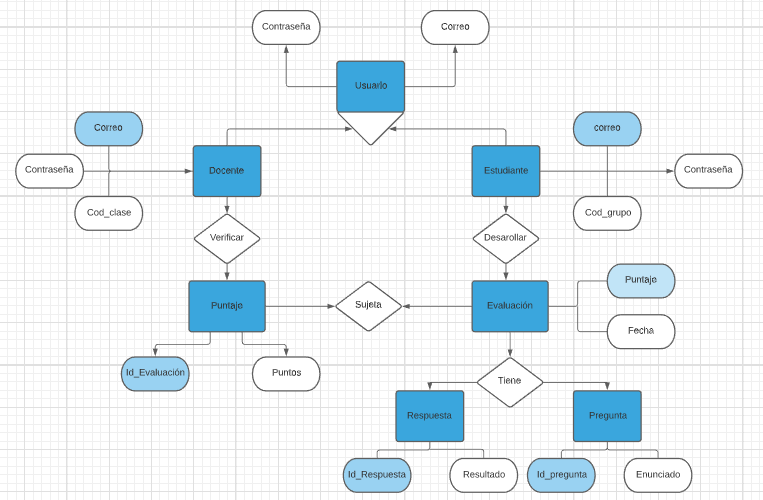 Contraseña
Correo
Usuario
Correo
correo
Contraseña
Docente
Estudiante
Contraseña
Cod_clase
Cod_grupo
Verificar
Desarollar
Puntaje
Puntaje
Sujeta
Evaluación
Fecha
Id_Evaluación
Puntos
Tiene
Respuesta
Pregunta
Id_Respuesta
Resultado
Id_pregunta
Enunciado